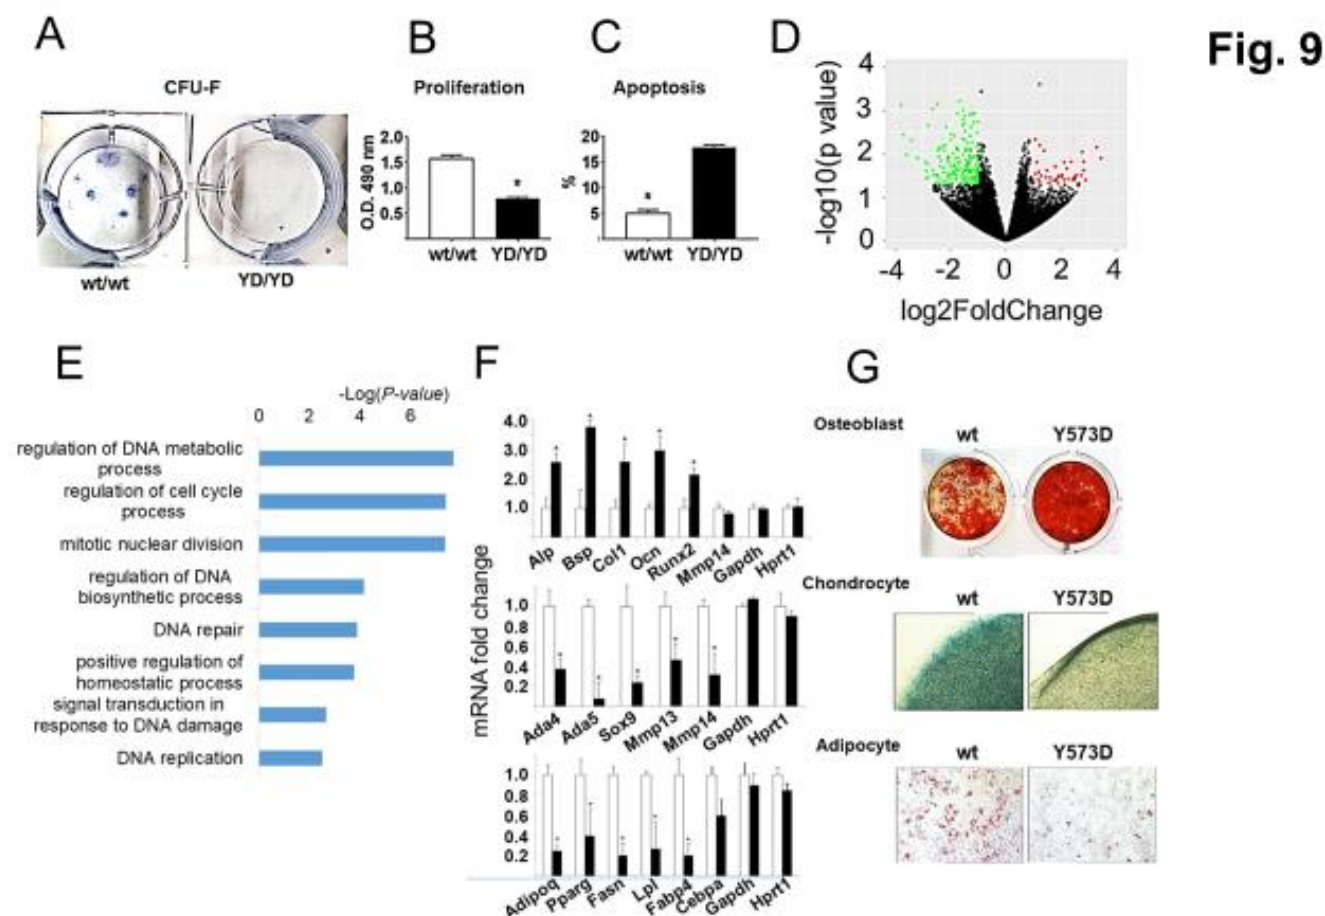 Fig. 9
A
CFU-F
wt/wt
YD/YD
B
Proliferation
O.D. 490 nm
2.0
1.5
1.0
0.5
*
wt/wt YD/YD
C
Apoptosis
%
20
15
10
5
*
wt/wt YD/YD
D
-log10(p value)
4
3
2
1
0
-4 -2 0 2 4
log2FoldChange
E
-Log(P-value)
0 2 4 6
regulation of DNA metabolic
process
regulation of cell cycle
process
mitotic nuclear division
regulation of DNA
biosynthetic process
DNA repair
positive regulation of
homeostatic process
signal transduction in
response to DNA damage
DNA replication
F
mRNA fold change
4.0
3.0
2.0
1.0
* * * * *
Alp Bsp Col1 Ocn Runx2 Mmp14 Gapdh Hprt1
1.0
0.8
0.6
0.4
0.2
* * * * *
Ada4 Ada5 Sox9 Mmp13 Mmp14 Gapdh Hprt1
1.0
0.8
0.6
0.4
0.2
* * * * *
Adipoq Pparg Fasn Lpl Fabp4 Cebpa Gapdh Hprt1
G
Osteoblast
wt Y573D
Chondrocyte
wt Y573D
Adipocyte
wt Y573D